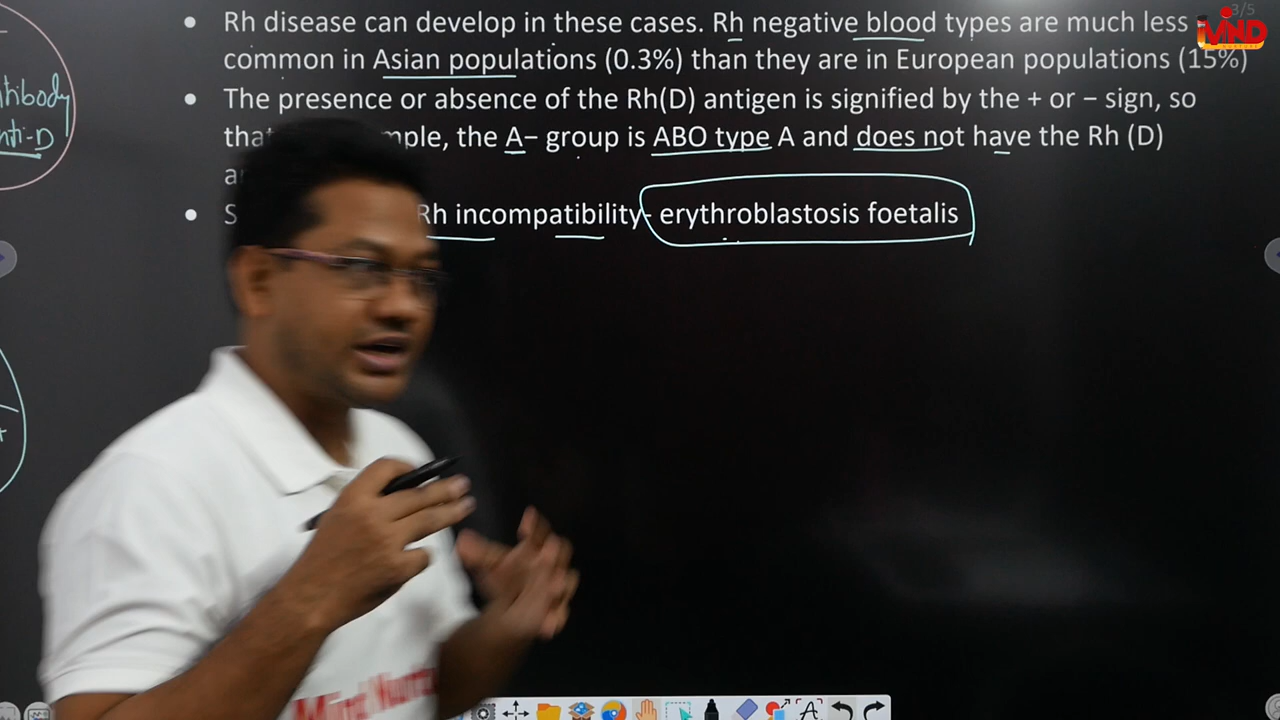 3/5
MIND
Rh disease can develop in these cases. Rh negative blood types are much less
common in Asian populations (0.3%) than they are in European populations (15%)
The presence or absence of the Rh(D) antigen is signified by the + or − sign, so
the A− group is ABO type A and does not have the Rh (D)
Rh incompatibility- erythroblastosis foetalis